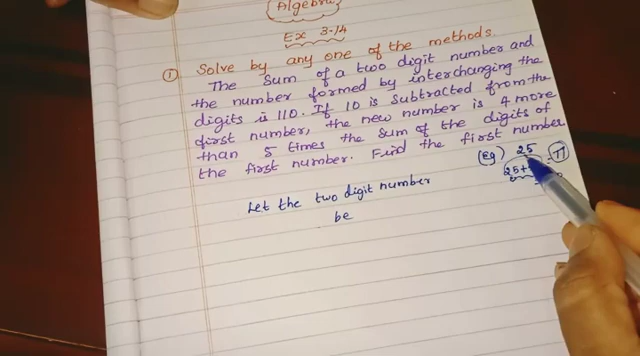 Algebra
Ex 3.14
① Solve by any one of the methods.
The sum of a two digit number and
the number formed by interchanging the
digits is 110. If 10 is subtracted from the
first number, the new number is 4 more
than 5 times the sum of the digits of
the first number. Find the first number.
(Eg) 25
25+ = 77
Let the two digit number
be